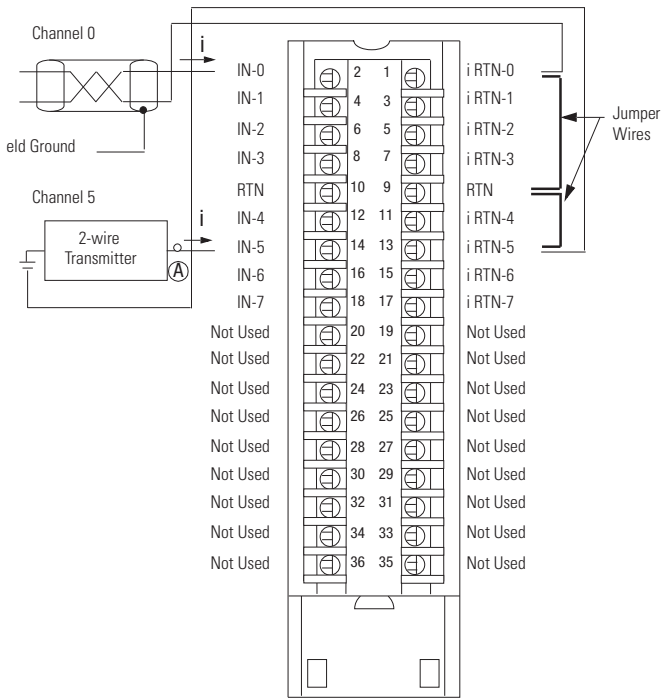 Channel 0
i
IN-0 2 1 i RTN-0
IN-1 4 3 i RTN-1
IN-2 6 5 i RTN-2
Jumper
Wires
eld Ground
IN-3 8 7 i RTN-3
RTN 10 9 RTN
Channel 5
i
IN-4 12 11 i RTN-4
2-wire
Transmitter
A
IN-5 14 13 i RTN-5
IN-6 16 15 i RTN-6
IN-7 18 17 i RTN-7
Not Used 20 19 Not Used
Not Used 22 21 Not Used
Not Used 24 23 Not Used
Not Used 26 25 Not Used
Not Used 28 27 Not Used
Not Used 30 29 Not Used
Not Used 32 31 Not Used
Not Used 34 33 Not Used
Not Used 36 35 Not Used